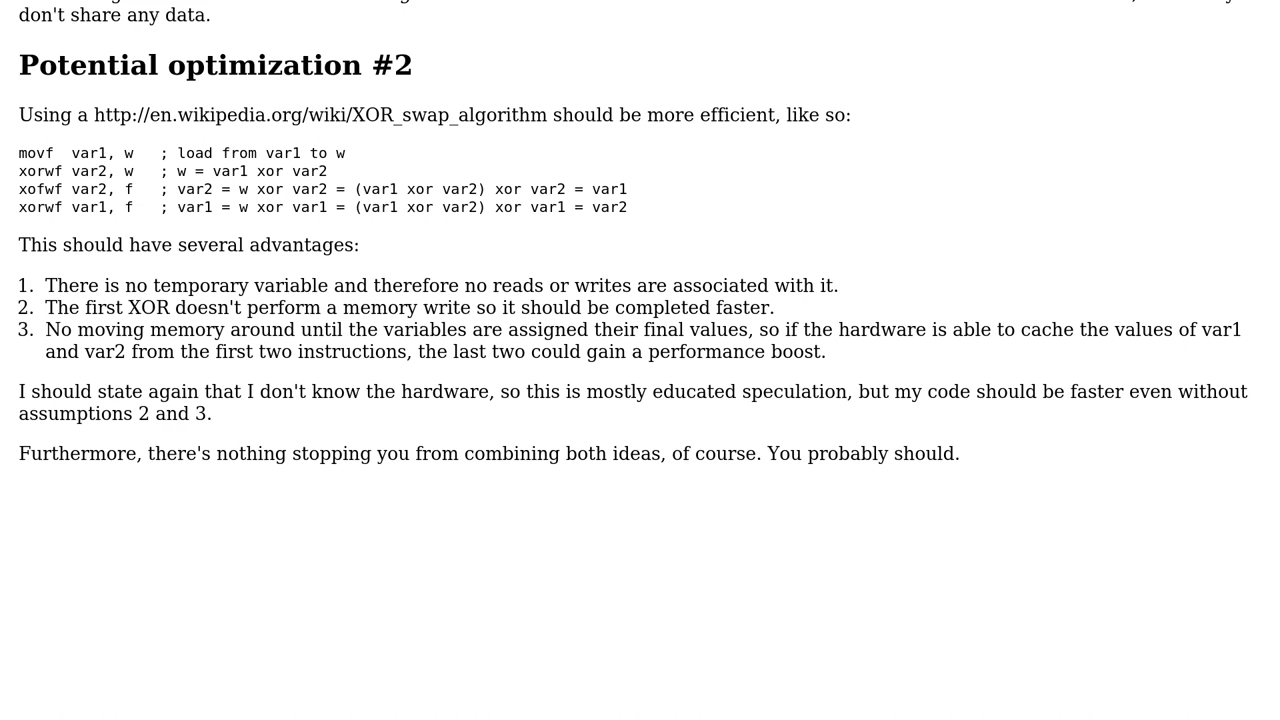 don't share any data.
Potential optimization #2
Using a http://en.wikipedia.org/wiki/XOR_swap_algorithm should be more efficient, like so:
movf  var1, w   ; load from var1 to w
xorwf var2, w   ; w = var1 xor var2
xofwf var2, f   ; var2 = w xor var2 = (var1 xor var2) xor var2 = var1
xorwf var1, f   ; var1 = w xor var1 = (var1 xor var2) xor var1 = var2
This should have several advantages:
1. There is no temporary variable and therefore no reads or writes are associated with it.
2. The first XOR doesn't perform a memory write so it should be completed faster.
3. No moving memory around until the variables are assigned their final values, so if the hardware is able to cache the values of var1
and var2 from the first two instructions, the last two could gain a performance boost.
I should state again that I don't know the hardware, so this is mostly educated speculation, but my code should be faster even without
assumptions 2 and 3.
Furthermore, there's nothing stopping you from combining both ideas, of course. You probably should.